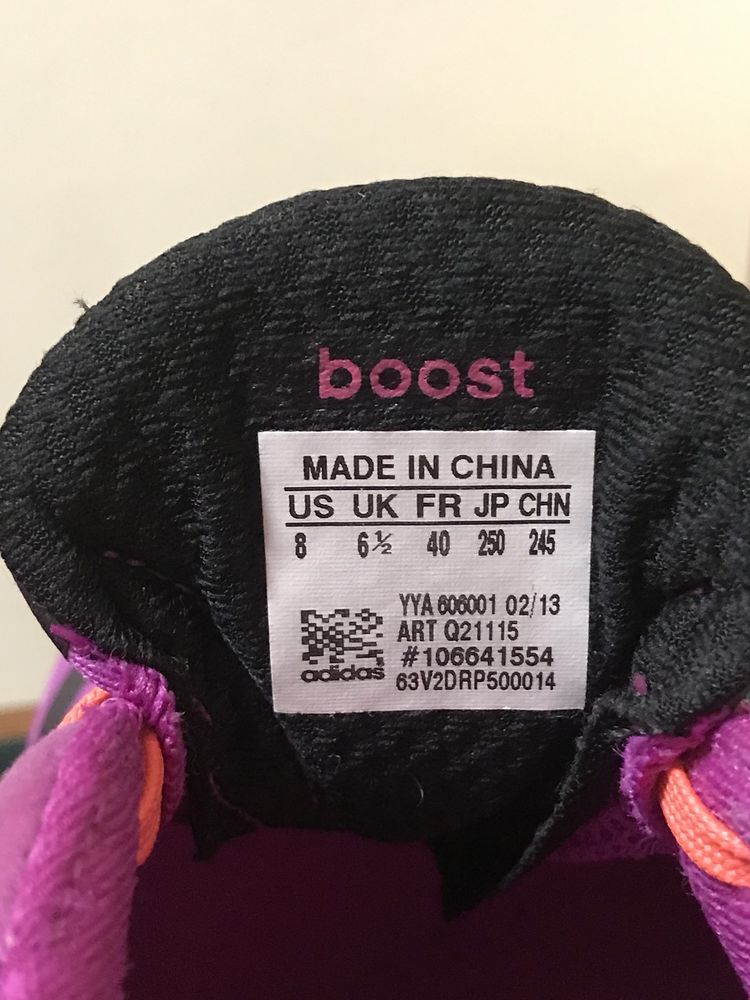 boost
MADE IN CHINA
US UK FR JP CHN
8 6½ 40 250 245
YYA 606001 02/13
ART Q21115
#106641554
adidas
63V2DRP500014